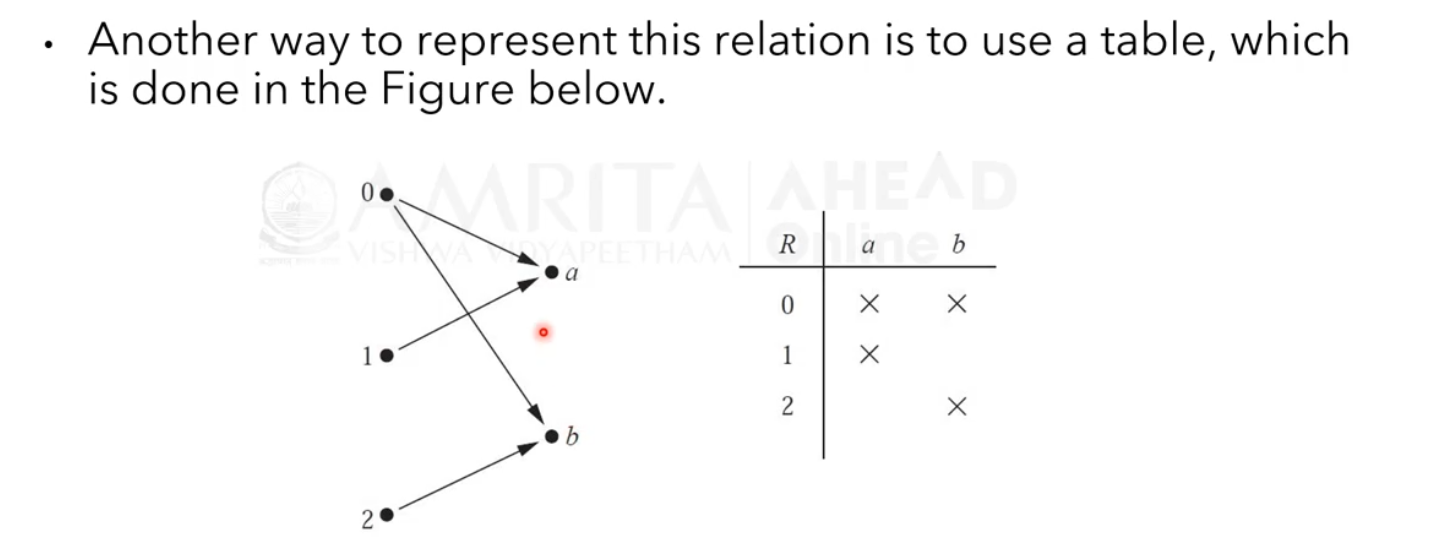 • Another way to represent this relation is to use a table, which
is done in the Figure below.
AMRITA AHEAD
VISHWA VIDYAPEETHAM Online
0
a
1
b
2
R a b
0 × ×
1 ×
2 ×